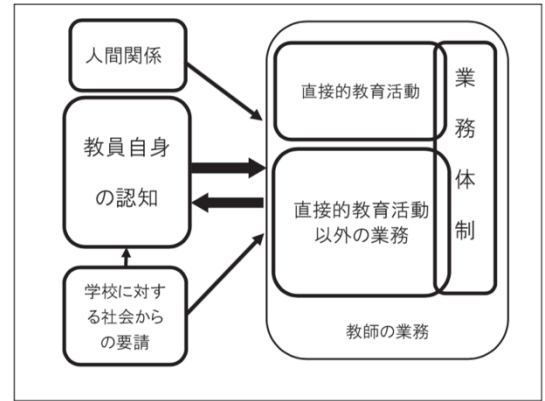 人間関係
教員自身
の認知
学校に対す
る社会から
の要請
直接的教育活動
直接的教育活動
以外の業務
業
務
体
制
教師の業務